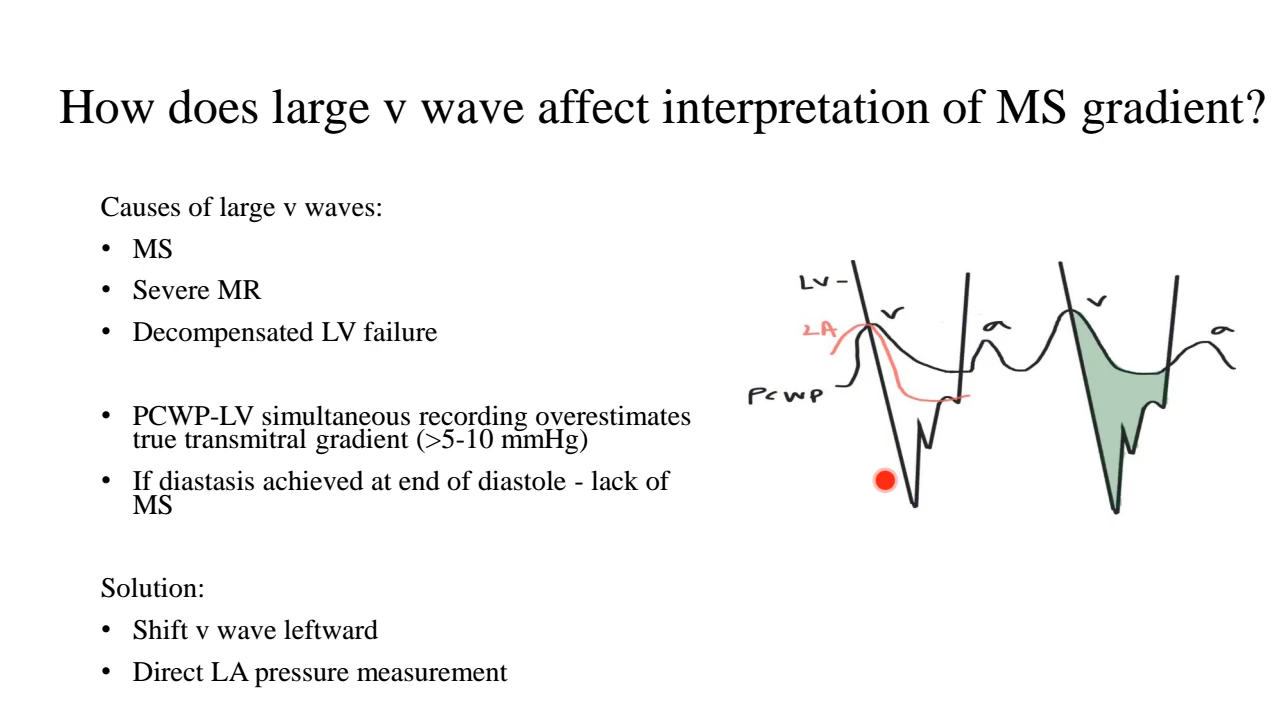 How does large v wave affect interpretation of MS gradient?
Causes of large v waves:
• MS
• Severe MR
• Decompensated LV failure
• PCWP-LV simultaneous recording overestimates
true transmitral gradient (>5-10 mmHg)
• If diastasis achieved at end of diastole - lack of
MS
Solution:
• Shift v wave leftward
• Direct LA pressure measurement
LV -
LA
PCWP
v
a
v
a